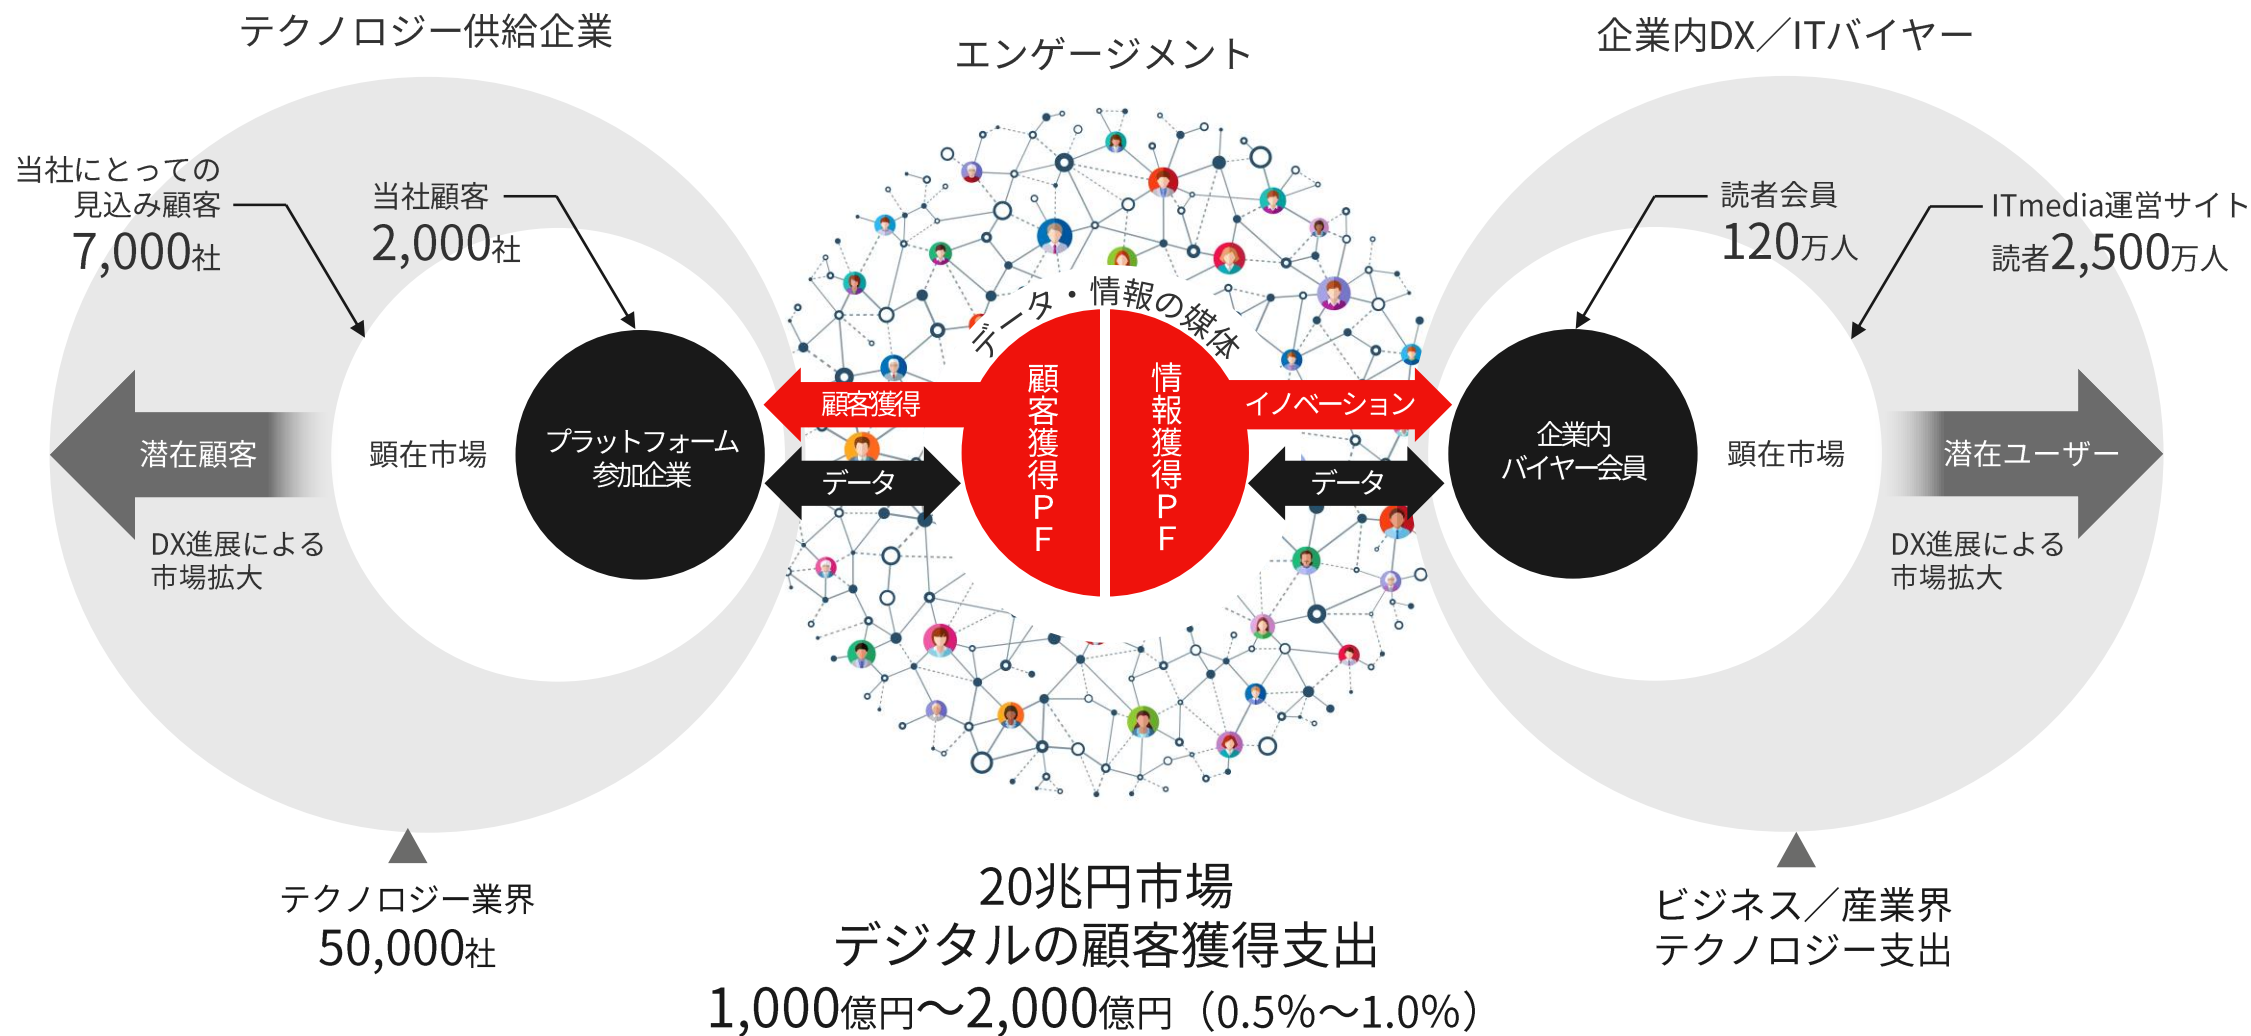 テクノロジー供給企業
エンゲージメント
企業内DX／ITバイヤー
当社にとっての
見込み顧客
7,000社
当社顧客
2,000社
読者会員
120万人
ITmedia運営サイト
読者2,500万人
データ・情報の媒体
潜在顧客
顕在市場
プラットフォーム
参加企業
顧客獲得
データ
顧客獲得PF
情報獲得PF
イノベーション
データ
企業内
バイヤー会員
顕在市場
潜在ユーザー
DX進展による
市場拡大
DX進展による
市場拡大
テクノロジー業界
50,000社
20兆円市場
デジタルの顧客獲得支出
1,000億円～2,000億円（0.5%～1.0%）
ビジネス／産業界
テクノロジー支出